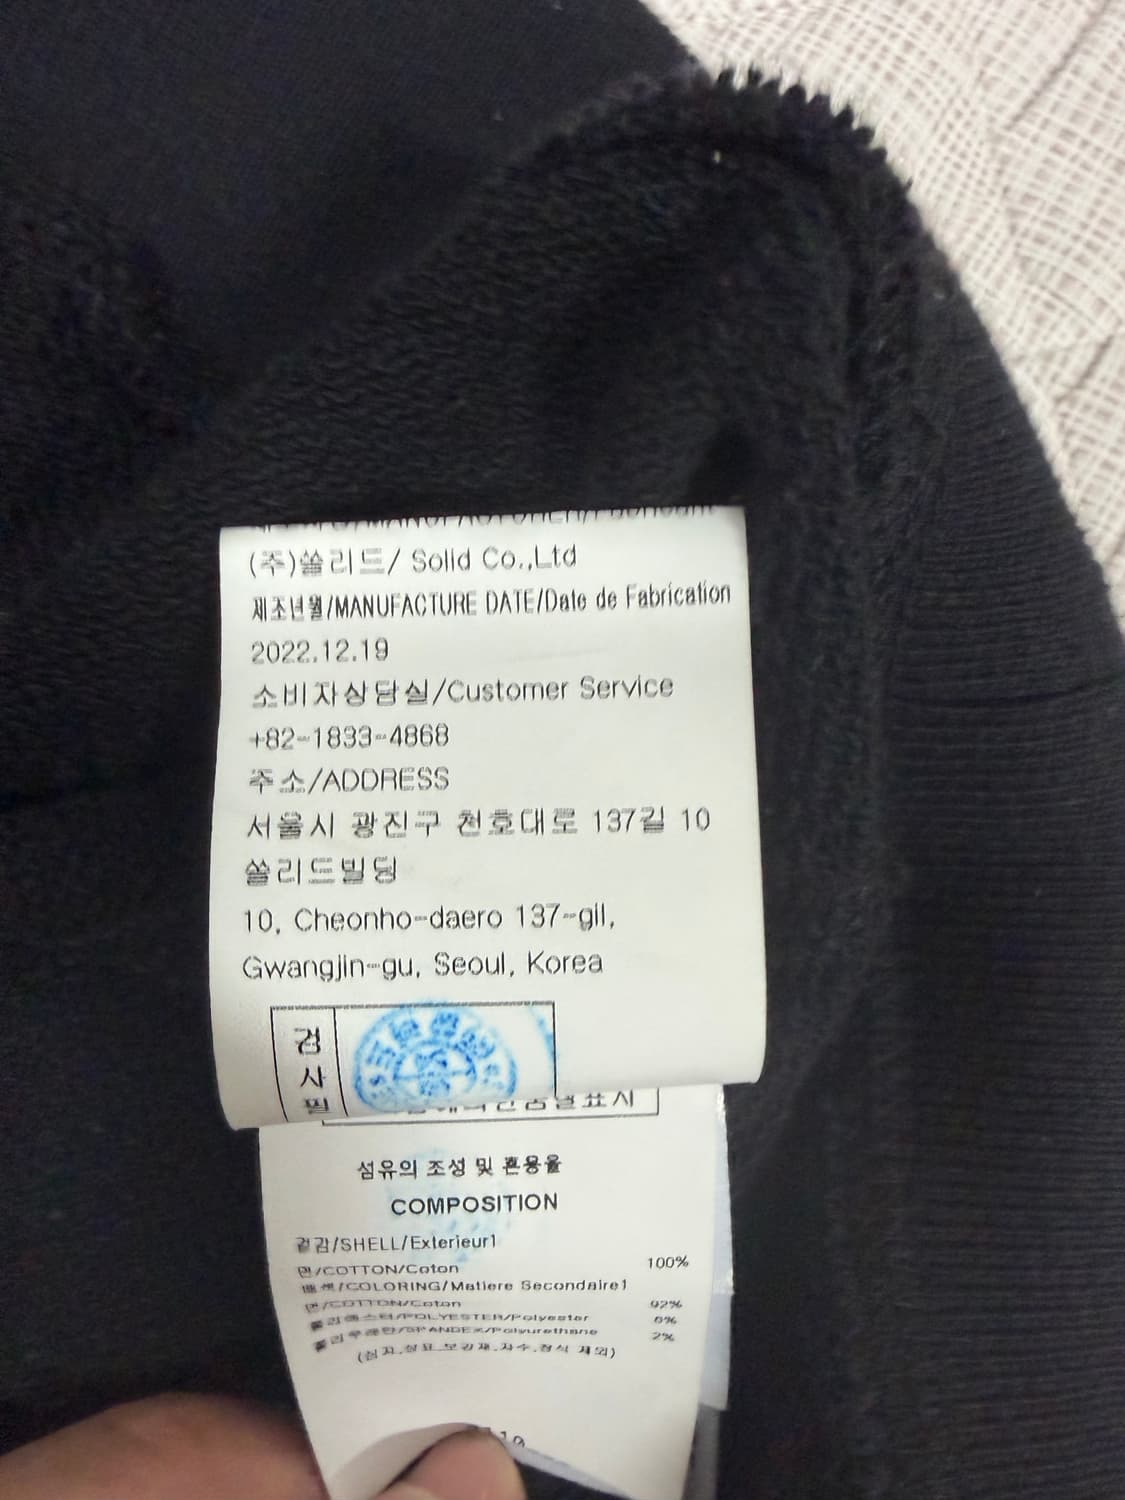 (주)쏠리드/ Solid Co.,Ltd
제조년월/MANUFACTURE DATE/Date de Fabrication
2022.12.19
소비자상담실/Customer Service
+82-1833-4868
주소/ADDRESS
서울시 광진구 천호대로 137길 10
쏠리드빌딩
10, Cheonho-daero 137-gil,
Gwangjin-gu, Seoul, Korea
검
사
필
섬유의 조성 및 혼용율
COMPOSITION
겉감/SHELL/Exterieur1
면/COTTON/Coton 100%
배색/COLORING/Matiere Secondaire1
면/COTTON/Coton 92%
폴리에스터/POLYESTER/Polyester 6%
폴리우레탄/SPANDEX/Polyurethane 2%